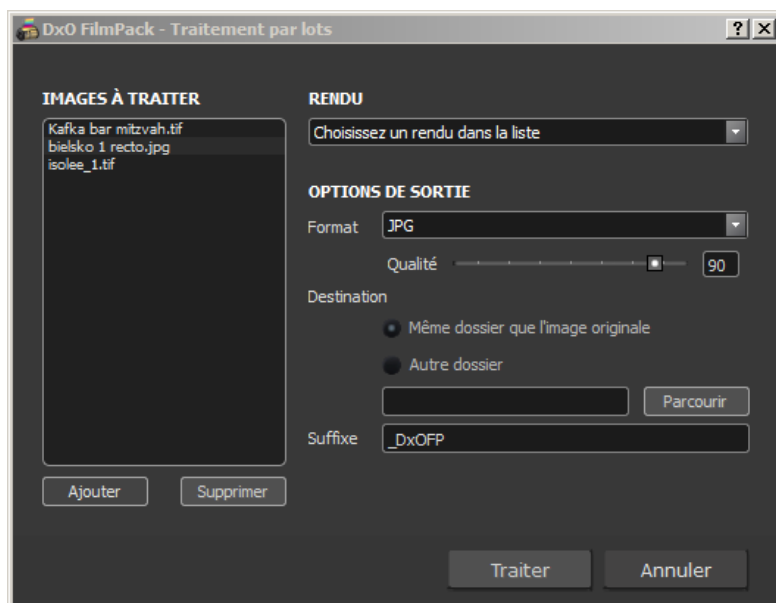 DxO FilmPack - Traitement par lots
IMAGES À TRAITER
Kafka bar mitzvah.tif
bielsko 1 recto.jpg
isolee_1.tif
Ajouter
Supprimer
RENDU
Choisissez un rendu dans la liste
OPTIONS DE SORTIE
Format
JPG
Qualité
90
Destination
Même dossier que l'image originale
Autre dossier
Parcourir
Suffixe
_DxOFP
Traiter
Annuler